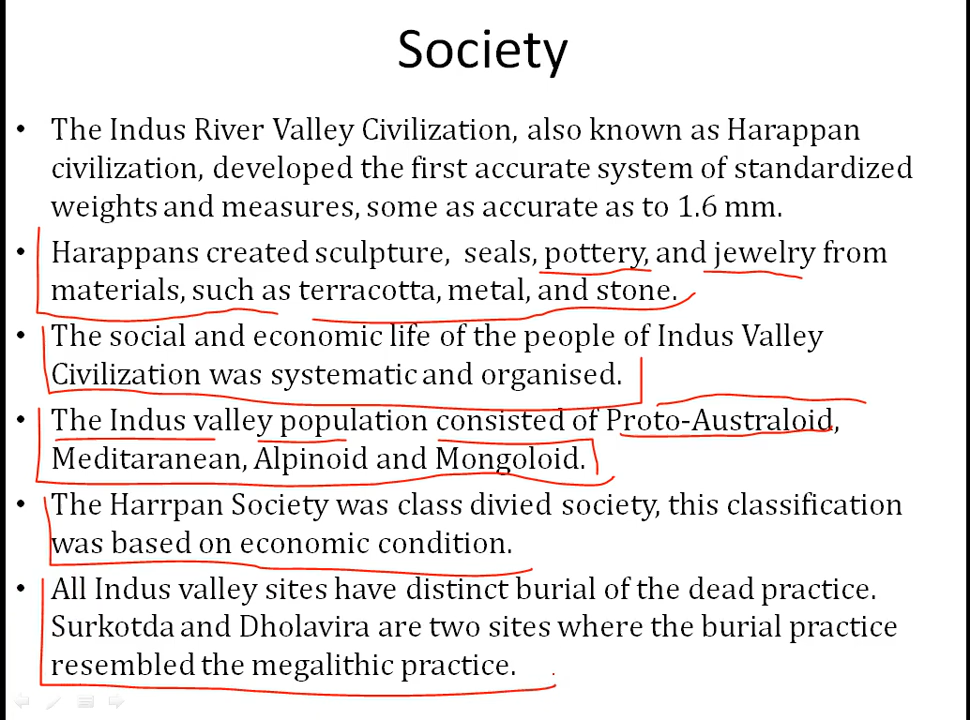 Society
• The Indus River Valley Civilization, also known as Harappan
civilization, developed the first accurate system of standardized
weights and measures, some as accurate as to 1.6 mm.
• Harappans created sculpture, seals, pottery, and jewelry from
materials, such as terracotta, metal, and stone.
• The social and economic life of the people of Indus Valley
Civilization was systematic and organised.
• The Indus valley population consisted of Proto-Australoid,
Meditaranean, Alpinoid and Mongoloid.
• The Harrpan Society was class divied society, this classification
was based on economic condition.
• All Indus valley sites have distinct burial of the dead practice.
Surkotda and Dholavira are two sites where the burial practice
resembled the megalithic practice.